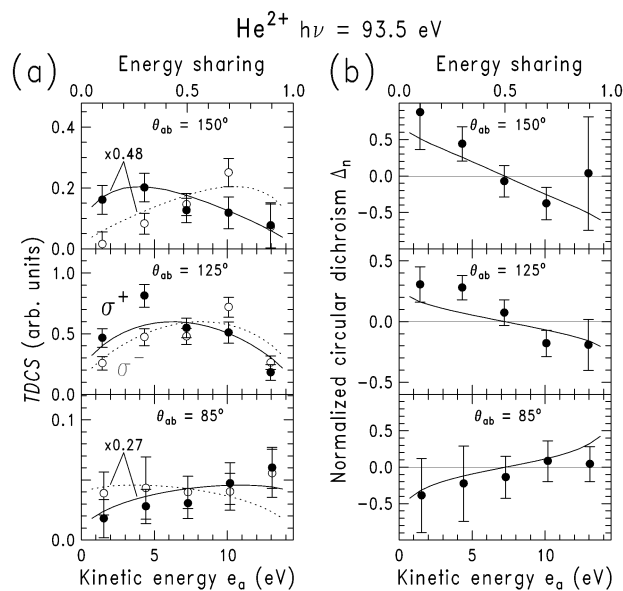 He²⁺ hν = 93.5 eV
(a) (b)
Energy sharing Energy sharing
0.0 0.5 1.0 0.0 0.5 1.0
θab = 150° θab = 150°
0.4 0.5
x0.48
0.2 0.0
−0.5
0.0
1.0 θab = 125° 0.5 θab = 125°
σ⁺
0.5 0.0
σ⁻
0.0 −0.5
0.1 θab = 85° θab = 85°
0.5
x0.27
0.0
−0.5
0.0
0 5 10 0 5 10
Kinetic energy eₐ (eV) Kinetic energy eₐ (eV)
TDCS (arb. units)
Normalized circular dichroism Δₙ